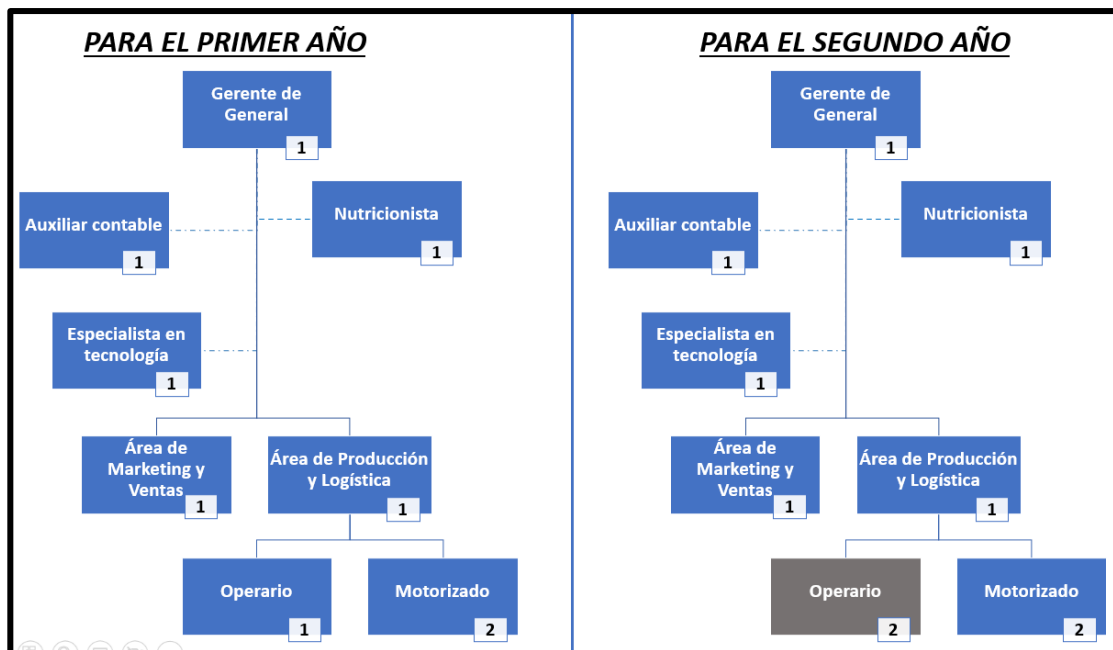 PARA EL PRIMER AÑO
Gerente de
General
1
Auxiliar contable
1
Nutricionista
1
Especialista en
tecnología
1
Área de
Marketing y
Ventas
1
Área de Producción
y Logística
1
Operario
1
Motorizado
2
PARA EL SEGUNDO AÑO
Gerente de
General
1
Auxiliar contable
1
Nutricionista
1
Especialista en
tecnología
1
Área de
Marketing y
Ventas
1
Área de Producción
y Logística
1
Operario
2
Motorizado
2